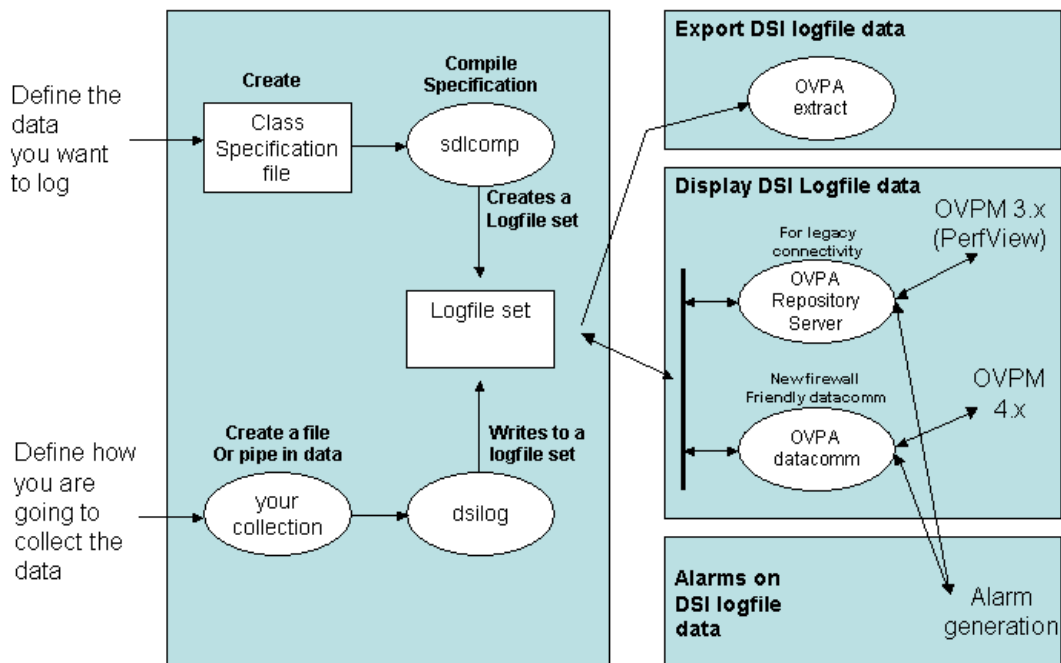 Define the
data
you want
to log
Create
Class
Specification
file
Compile
Specification
sdlcomp
Creates a
Logfile set
Logfile set
Define how
you are
going to
collect the
data
Create a file
Or pipe in data
your
collection
Writes to a
logfile set
dsilog
Export DSI logfile data
OVPA
extract
Display DSI Logfile data
For legacy
connectivity
OVPA
Repository
Server
OVPM 3.x
(PerfView)
New firewall
Friendly datacomm
OVPA
datacomm
OVPM
4.x
Alarms on
DSI logfile
data
Alarm
generation